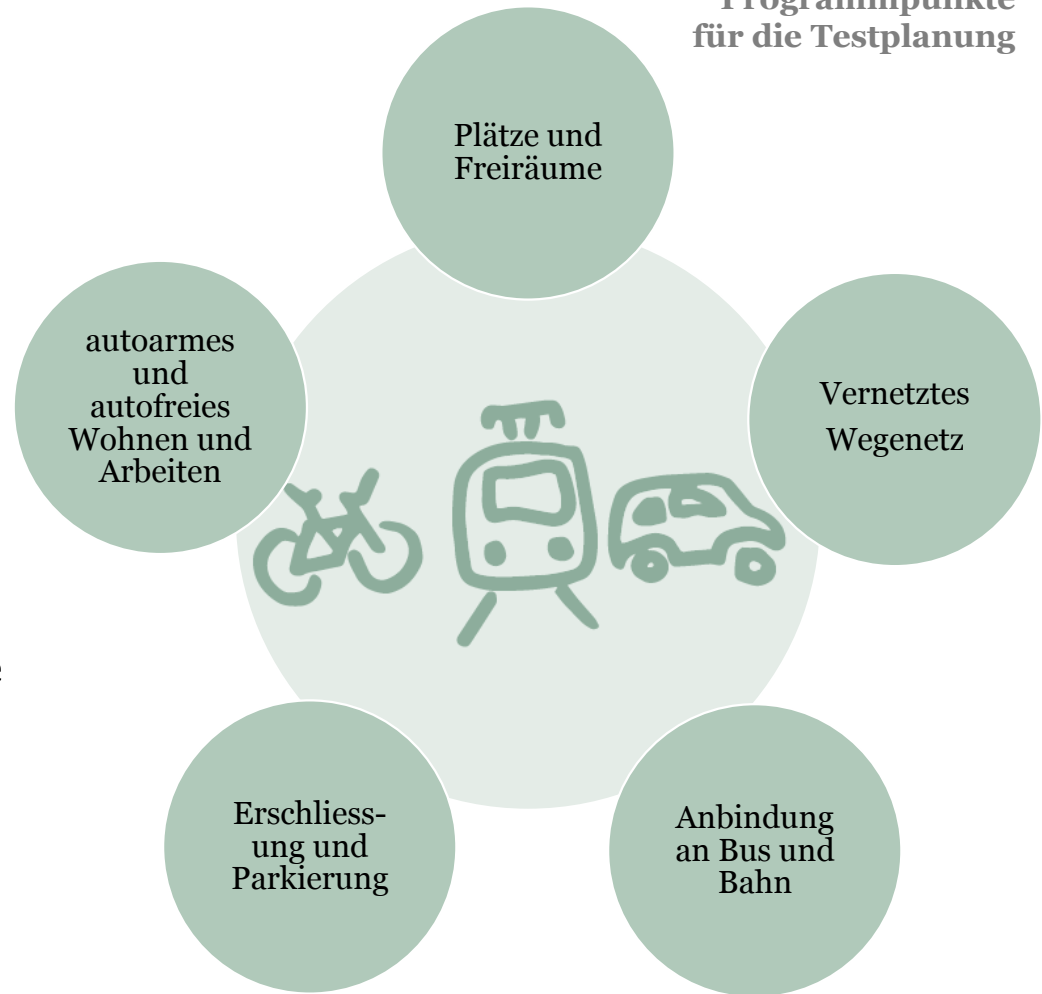 Programmpunkte
für die Testplanung
Plätze und
Freiräume
autoarmes
und
autofreies
Wohnen und
Arbeiten
Vernetztes
Wegenetz
Erschliess-
ung und
Parkierung
Anbindung
an Bus und
Bahn